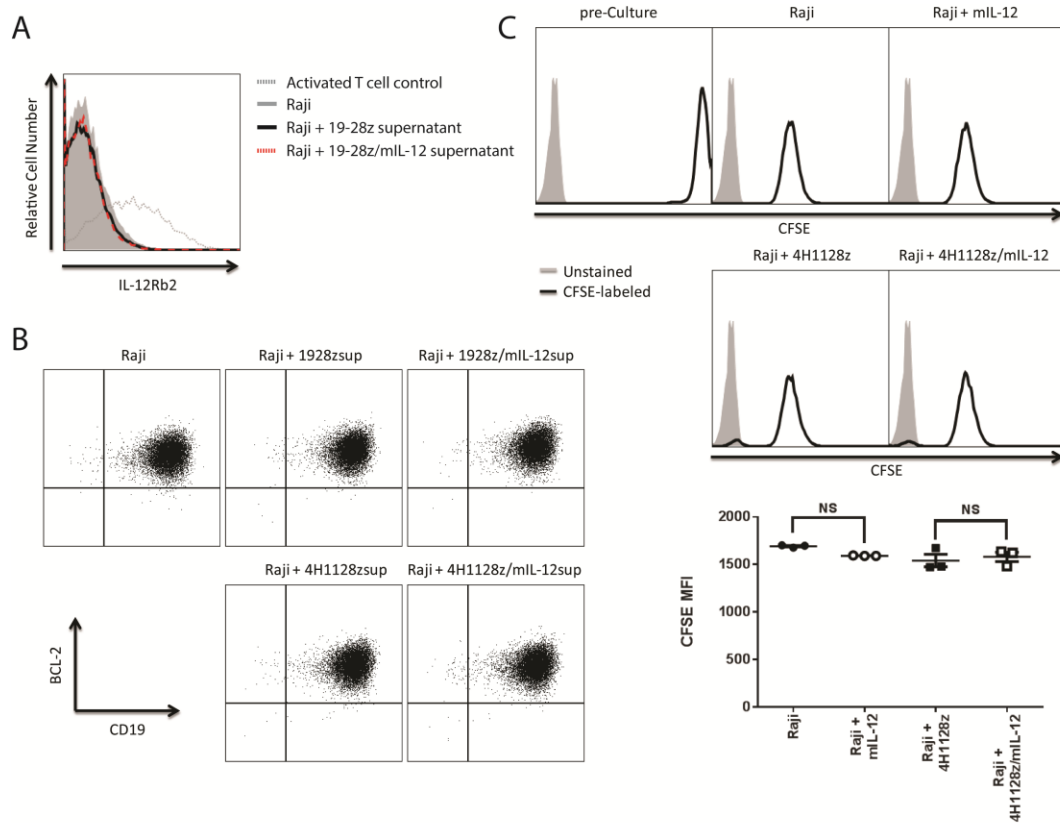 A
Relative Cell Number
IL-12Rb2
Activated T cell control
Raji
Raji + 19-28z supernatant
Raji + 19-28z/mIL-12 supernatant
B
Raji
Raji + 1928zsup
Raji + 1928z/mIL-12sup
Raji + 4H1128zsup
Raji + 4H1128z/mIL-12sup
BCL-2
CD19
C
pre-Culture
Raji
Raji + mIL-12
CFSE
Raji + 4H1128z
Raji + 4H1128z/mIL-12
Unstained
CFSE-labeled
CFSE
NS
NS
2000
1500
1000
500
0
CFSE MFI
Raji
Raji +
mIL-12
Raji +
4H1128z
Raji +
4H1128z/mIL-12